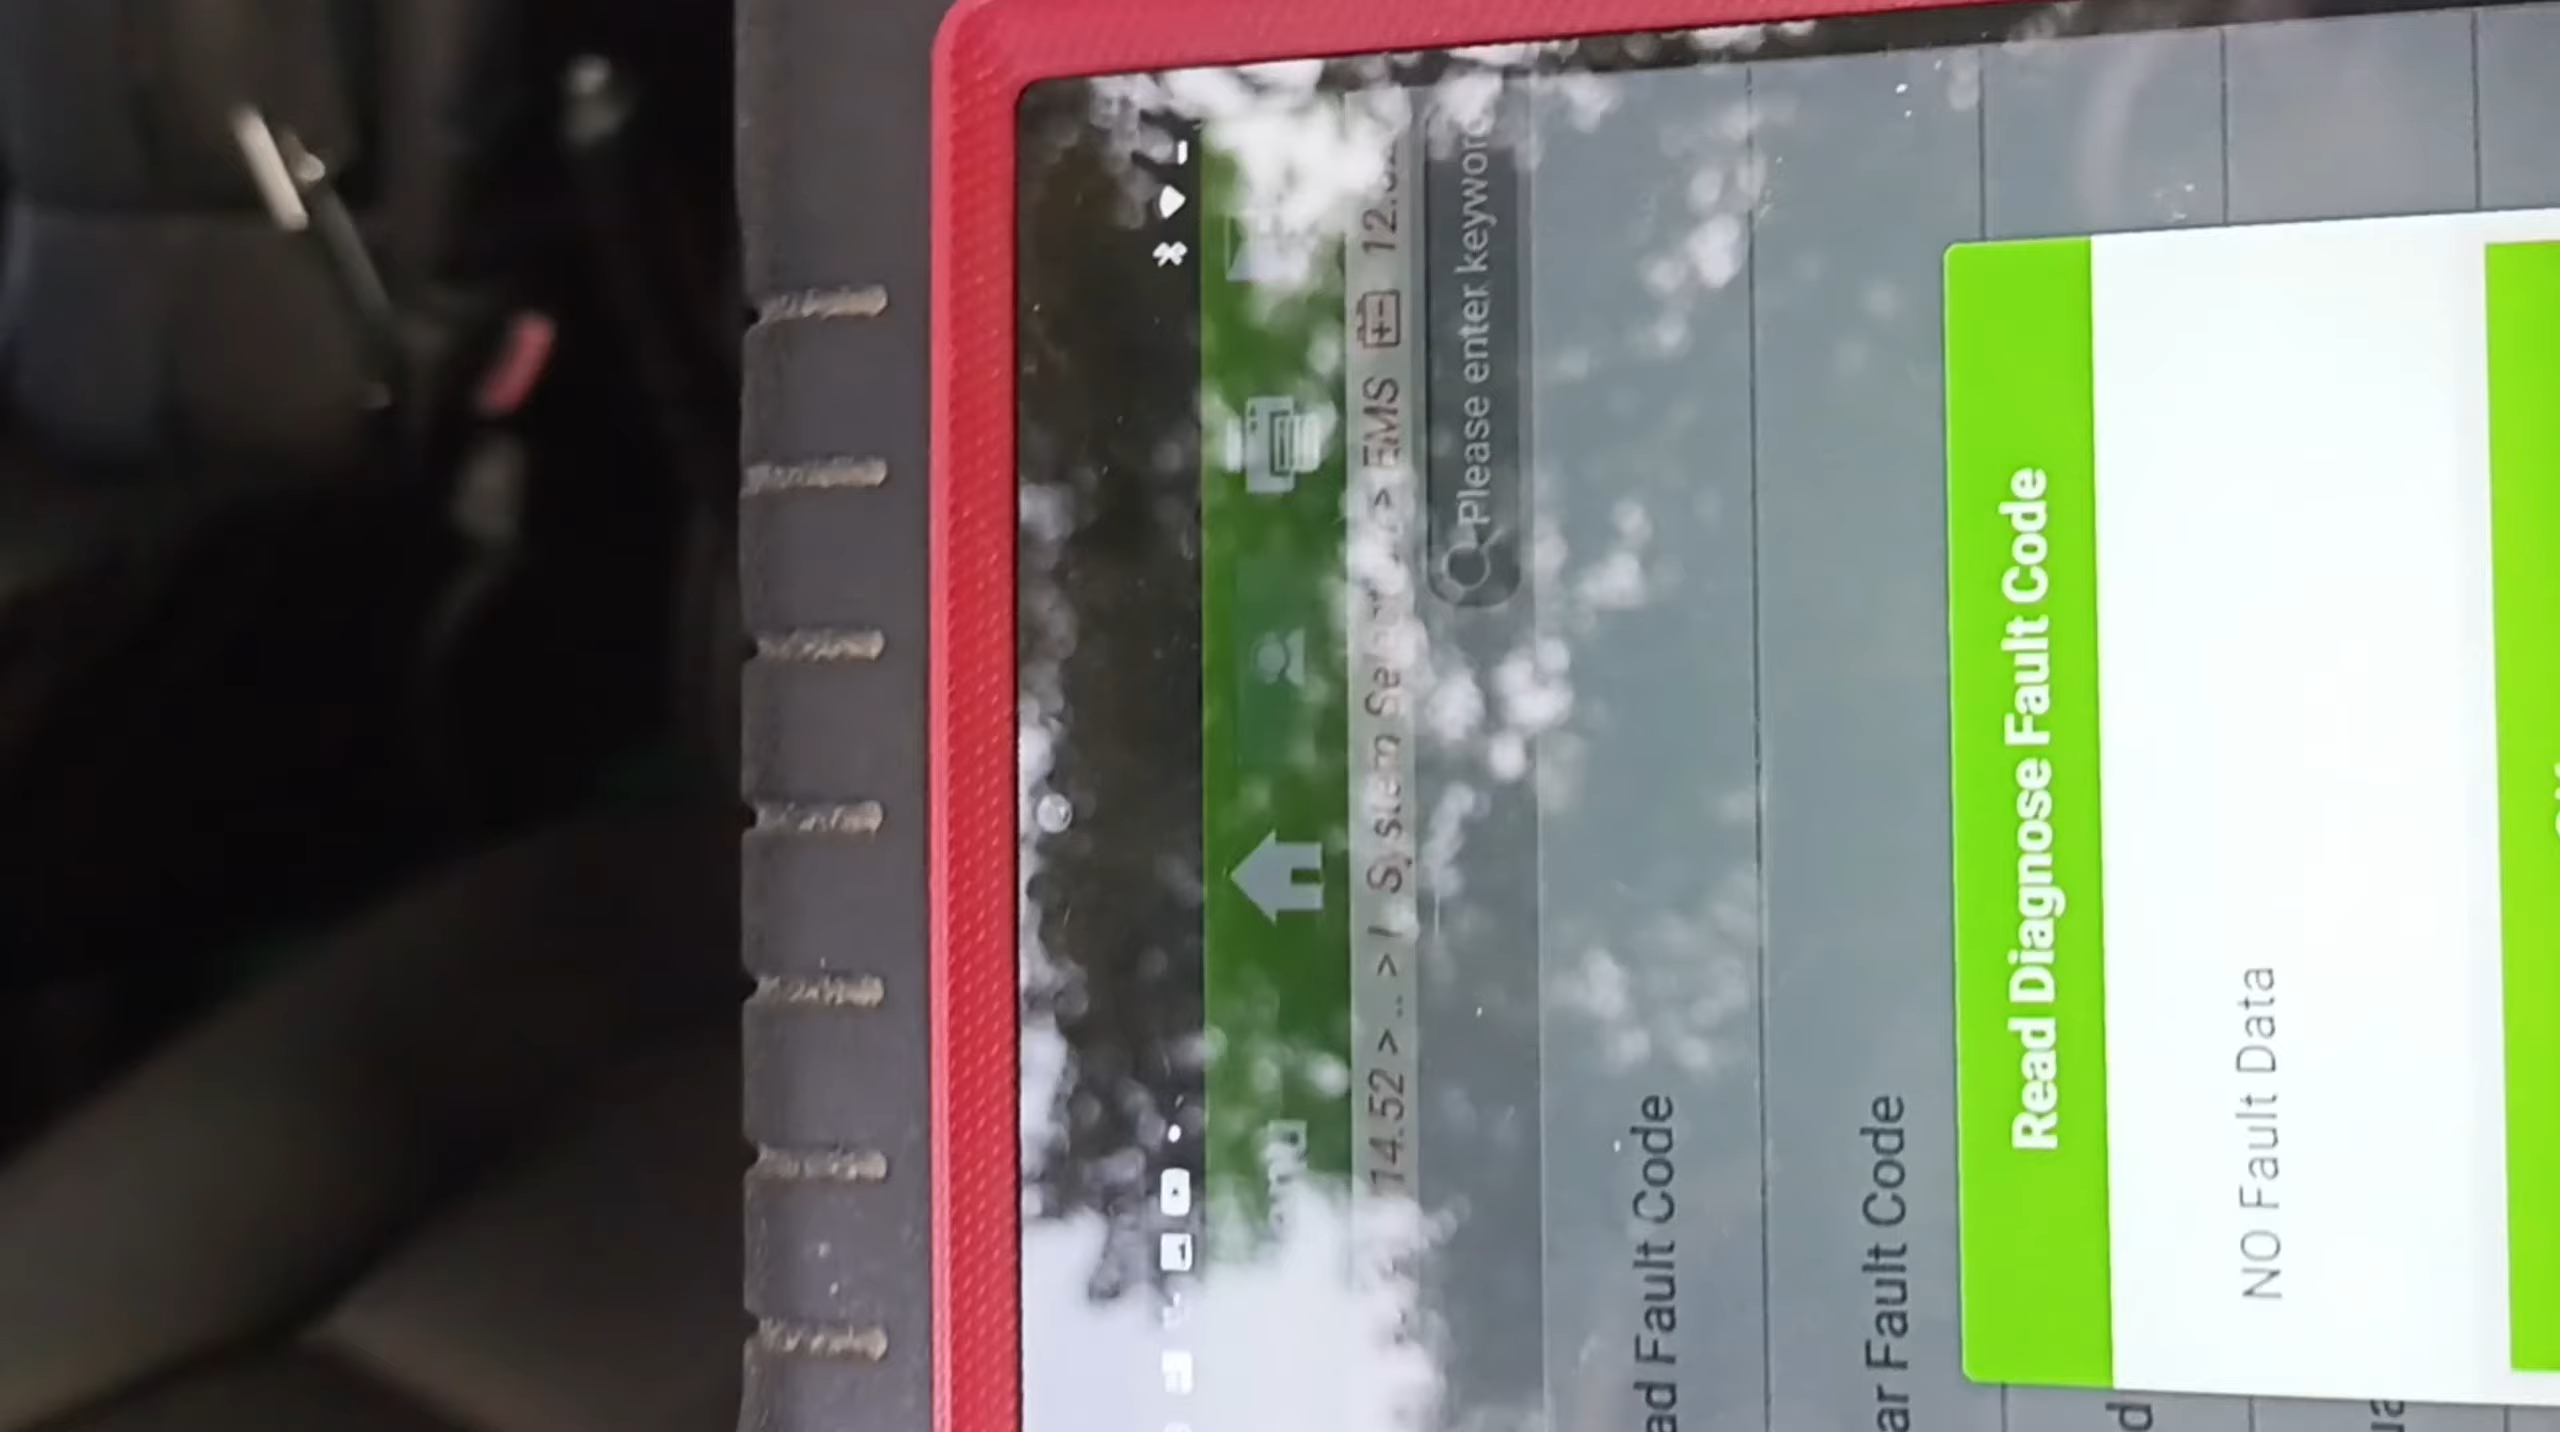 14.52 > ... > System > EMS 12.
Please enter keyword
ad Fault Code
ar Fault Code
Read Diagnose Fault Code
NO Fault Data